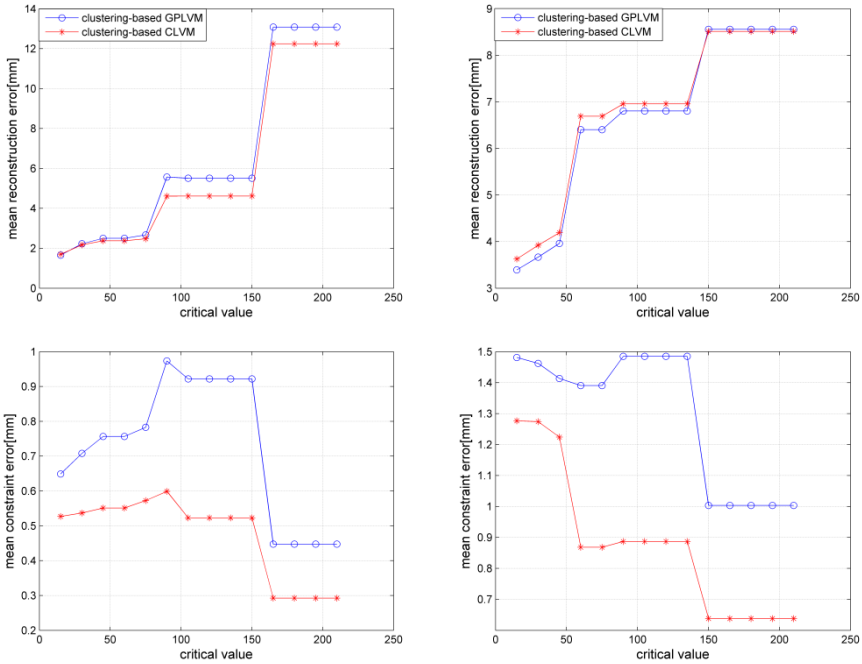 14
12
10
8
6
4
2
0
mean reconstruction error[mm]
clustering-based GPLVM
clustering-based CLVM
0 50 100 150 200 250
critical value
9
8
7
6
5
4
3
mean reconstruction error[mm]
clustering-based GPLVM
clustering-based CLVM
0 50 100 150 200 250
critical value
1
0.9
0.8
0.7
0.6
0.5
0.4
0.3
0.2
mean constraint error[mm]
0 50 100 150 200 250
critical value
1.5
1.4
1.3
1.2
1.1
1
0.9
0.8
0.7
mean constraint error[mm]
0 50 100 150 200 250
critical value